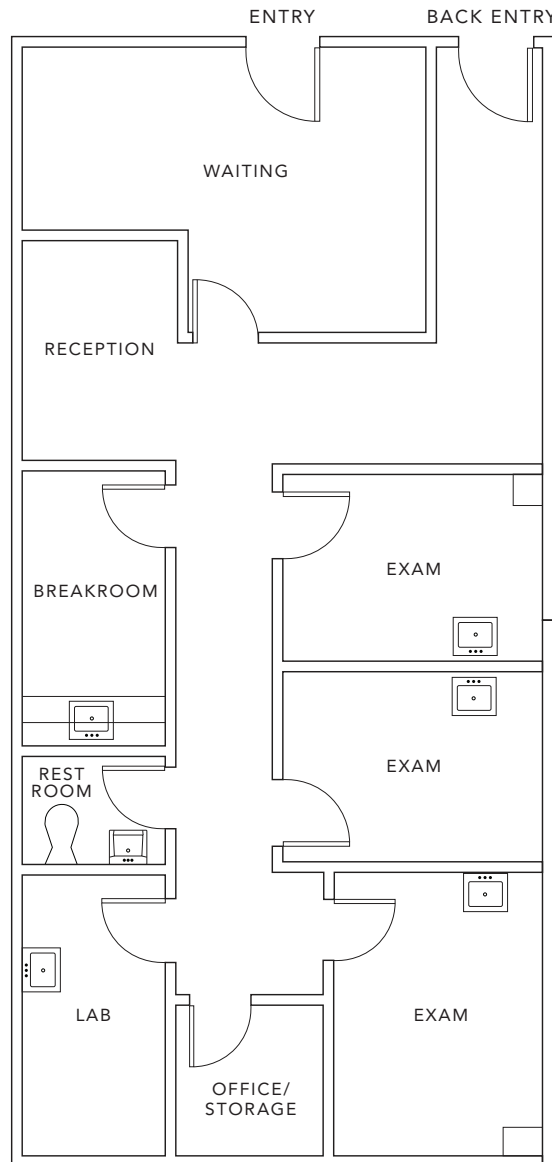 ENTRY
BACK ENTRY
WAITING
RECEPTION
EXAM
BREAKROOM
EXAM
REST
ROOM
LAB
EXAM
OFFICE/
STORAGE